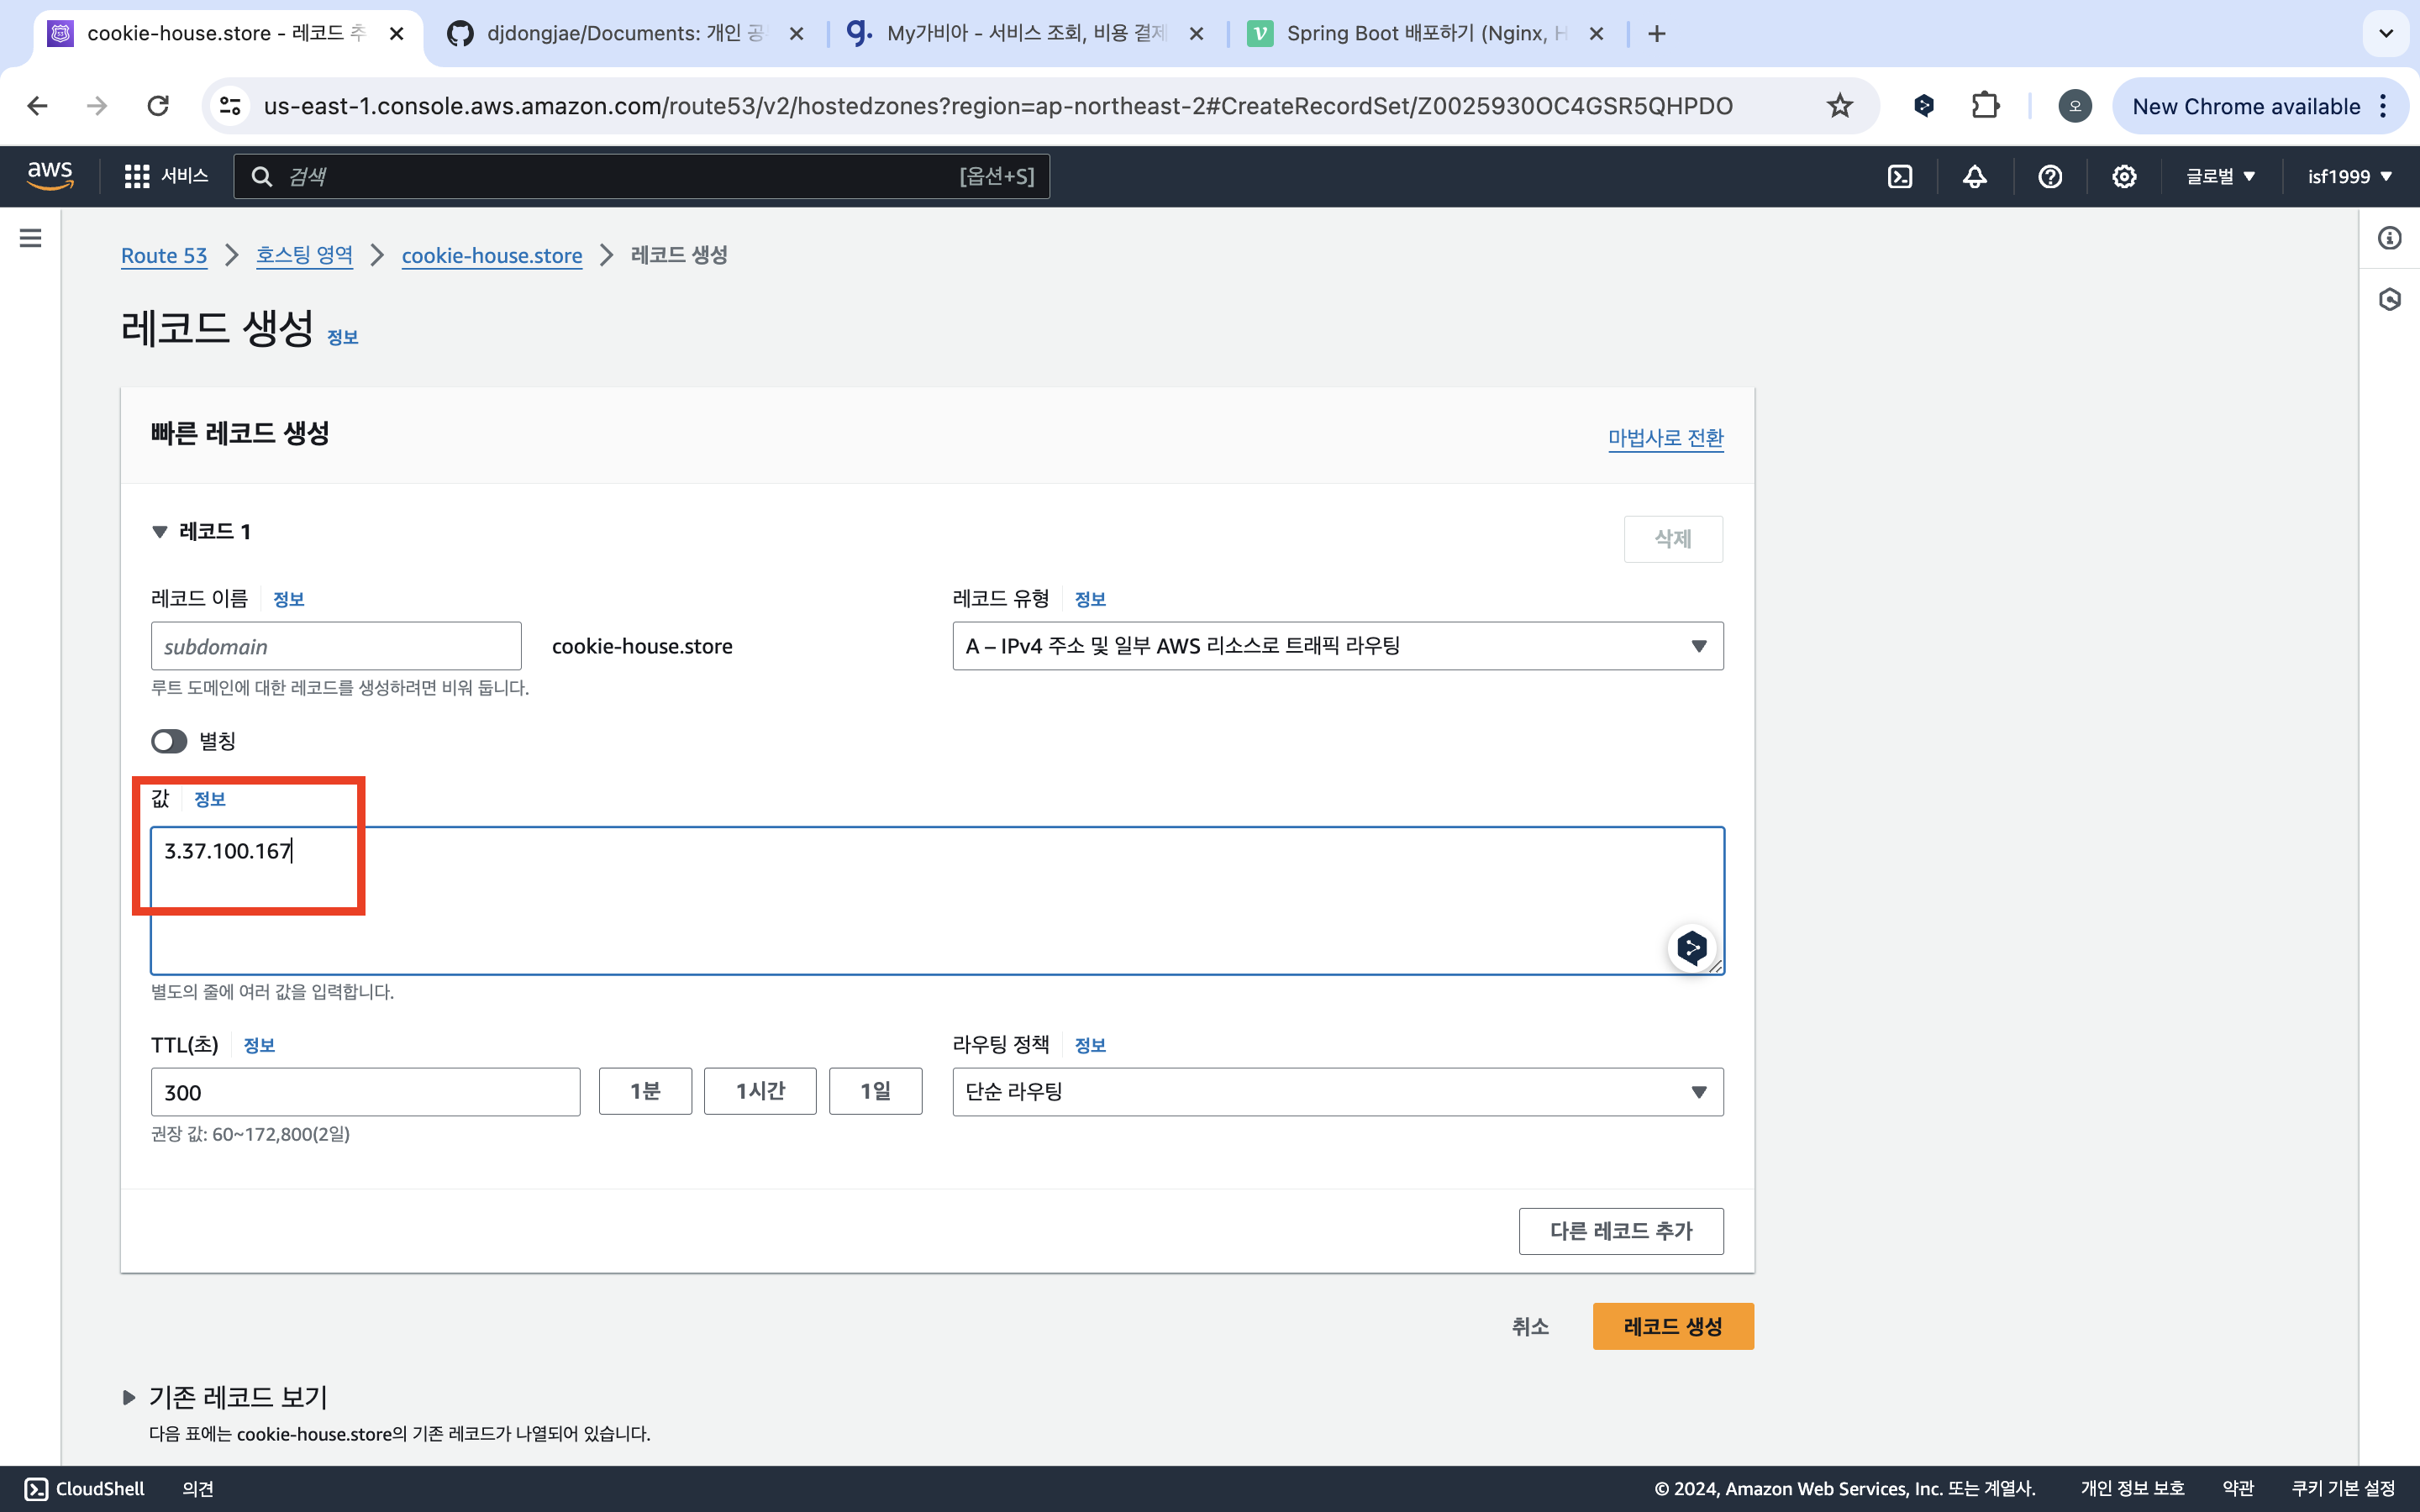 cookie-house.store - 레코드 추
djdongjae/Documents: 개인 공
My가비아 - 서비스 조회, 비용 결제
Spring Boot 배포하기 (Nginx, H
us-east-1.console.aws.amazon.com/route53/v2/hostedzones?region=ap-northeast-2#CreateRecordSet/Z0025930OC4GSR5QHPDO
오
New Chrome available
aws
서비스
검색
[옵션+S]
글로벌
isf1999
Route 53
호스팅 영역
cookie-house.store
레코드 생성
레코드 생성 정보
빠른 레코드 생성
마법사로 전환
레코드 1
삭제
레코드 이름 정보
레코드 유형 정보
subdomain
cookie-house.store
A – IPv4 주소 및 일부 AWS 리소스로 트래픽 라우팅
루트 도메인에 대한 레코드를 생성하려면 비워 둡니다.
별칭
값 정보
3.37.100.167
별도의 줄에 여러 값을 입력합니다.
TTL(초) 정보
라우팅 정책 정보
300
1분
1시간
1일
단순 라우팅
권장 값: 60~172,800(2일)
다른 레코드 추가
취소
레코드 생성
기존 레코드 보기
다음 표에는 cookie-house.store의 기존 레코드가 나열되어 있습니다.
CloudShell
의견
© 2024, Amazon Web Services, Inc. 또는 계열사.
개인 정보 보호
약관
쿠키 기본 설정